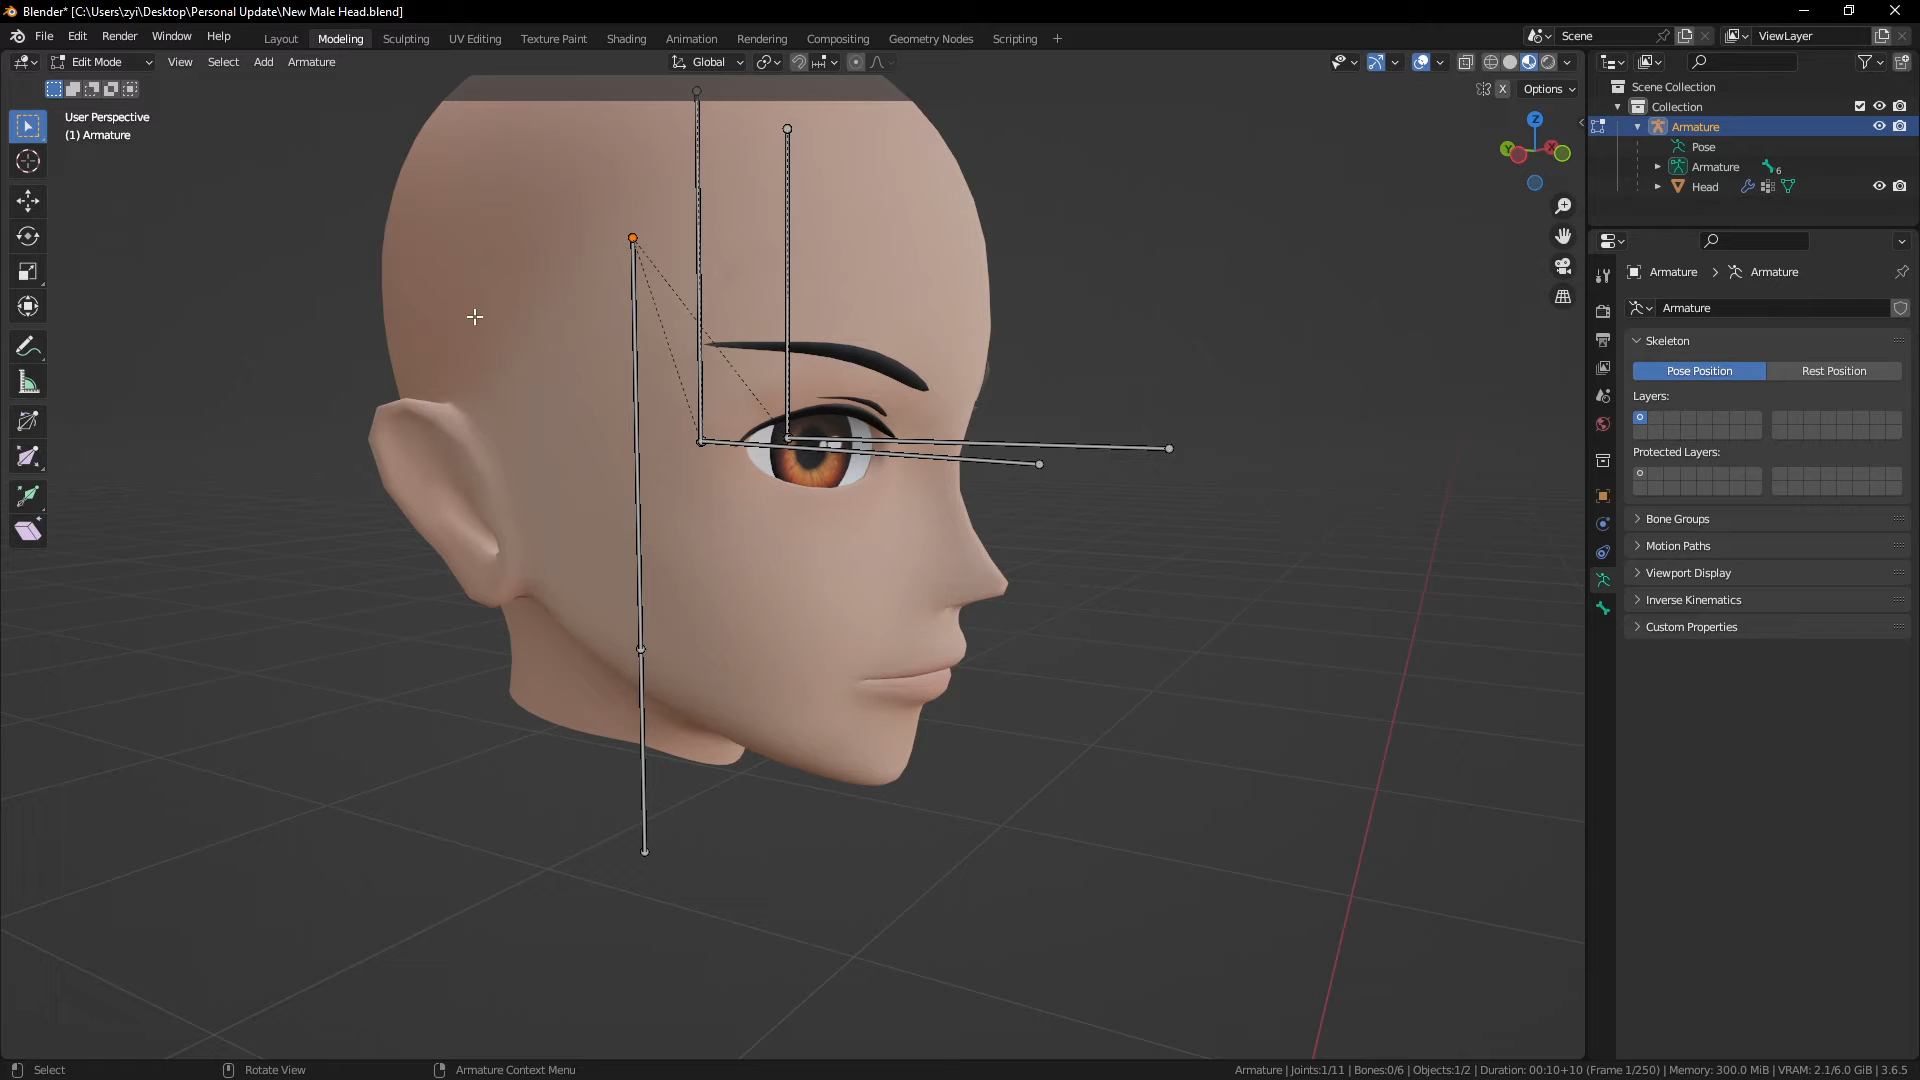 Blender* [C:\Users\zyi\Desktop\Personal Update\New Male Head.blend]
File Edit Render Window Help Layout Modeling Sculpting UV Editing Texture Paint Shading Animation Rendering Compositing Geometry Nodes Scripting + Scene ViewLayer
Edit Mode View Select Add Armature Global
X Options
User Perspective
(1) Armature
Z
Y
X
Scene Collection
Collection
Armature
Pose
Armature 6
Head
Armature > Armature
Armature
Skeleton
Pose Position Rest Position
Layers:
Protected Layers:
Bone Groups
Motion Paths
Viewport Display
Inverse Kinematics
Custom Properties
Select Rotate View Armature Context Menu Armature | Joints:1/11 | Bones:0/6 | Objects:1/2 | Duration: 00:10+10 (Frame 1/250) | Memory: 300.0 MiB | VRAM: 2.1/6.0 GiB | 3.6.5